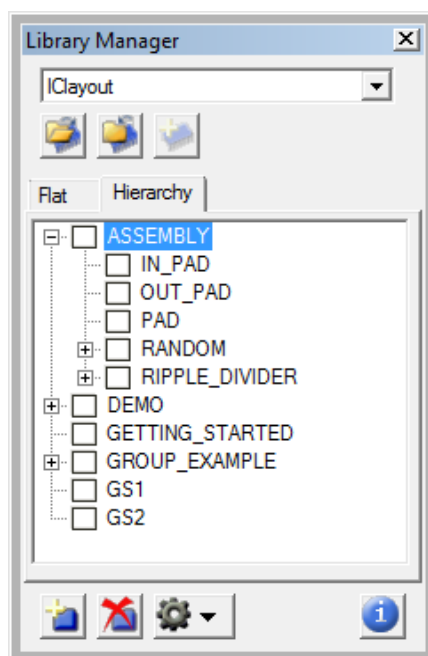 Library Manager
IClayout
Flat
Hierarchy
ASSEMBLY
IN_PAD
OUT_PAD
PAD
RANDOM
RIPPLE_DIVIDER
DEMO
GETTING_STARTED
GROUP_EXAMPLE
GS1
GS2